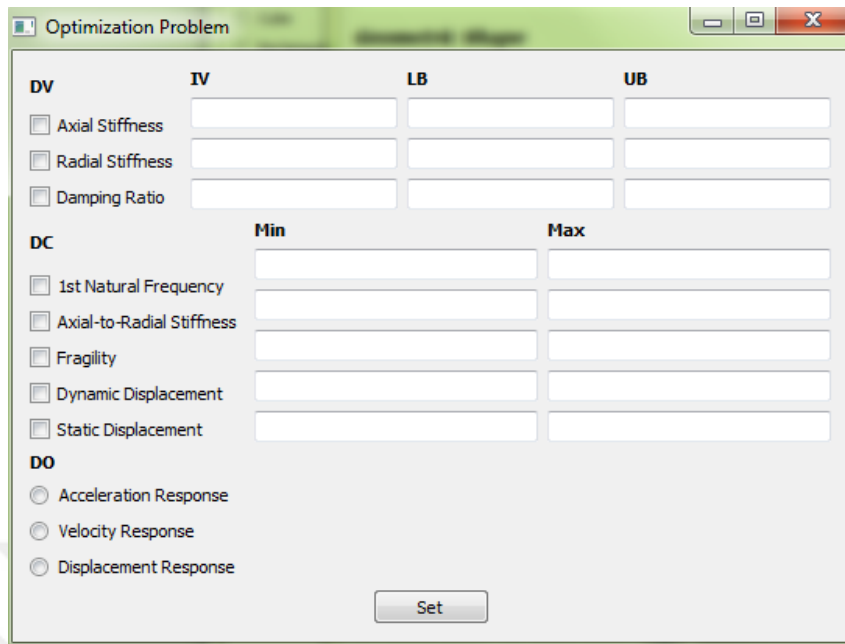 Optimization Problem
DV IV LB UB
Axial Stiffness
Radial Stiffness
Damping Ratio
DC Min Max
1st Natural Frequency
Axial-to-Radial Stiffness
Fragility
Dynamic Displacement
Static Displacement
DO
Acceleration Response
Velocity Response
Displacement Response
Set